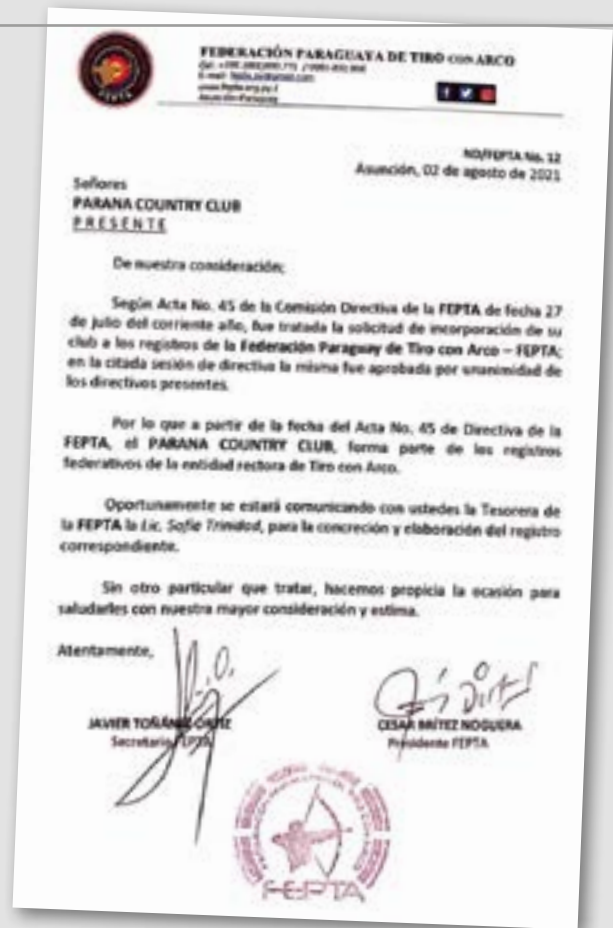 FEDERACIÓN PARAGUAYA DE TIRO CON ARCO
Asunción-Paraguay
FEPTA
NO/FEPTA No. 12
Asunción, 02 de agosto de 2021
Señores
PARANA COUNTRY CLUB
PRESENTE
De nuestra consideración;
Según Acta No. 45 de la Comisión Directiva de la FEPTA de fecha 27
de julio del corriente año, fue tratada la solicitud de incorporación de su
club a los registros de la Federación Paraguay de Tiro con Arco – FEPTA;
en la citada sesión de directiva la misma fue aprobada por unanimidad de
los directivos presentes.
Por lo que a partir de la fecha del Acta No. 45 de Directiva de la
FEPTA, el PARANA COUNTRY CLUB, forma parte de los registros
federativos de la entidad rectora de Tiro con Arco.
Oportunamente se estará comunicando con ustedes la Tesorera de
la FEPTA la Lic. Sofía Trinidad, para la concreción y elaboración del registro
correspondiente.
Sin otro particular que tratar, hacemos propicia la ocasión para
saludarles con nuestra mayor consideración y estima.
Atentamente,
JAVIER TOÑÁNEZ ORTIZ
Secretario FEPTA
CESAR BRÍTEZ NOGUERA
Presidente FEPTA
FEPTA